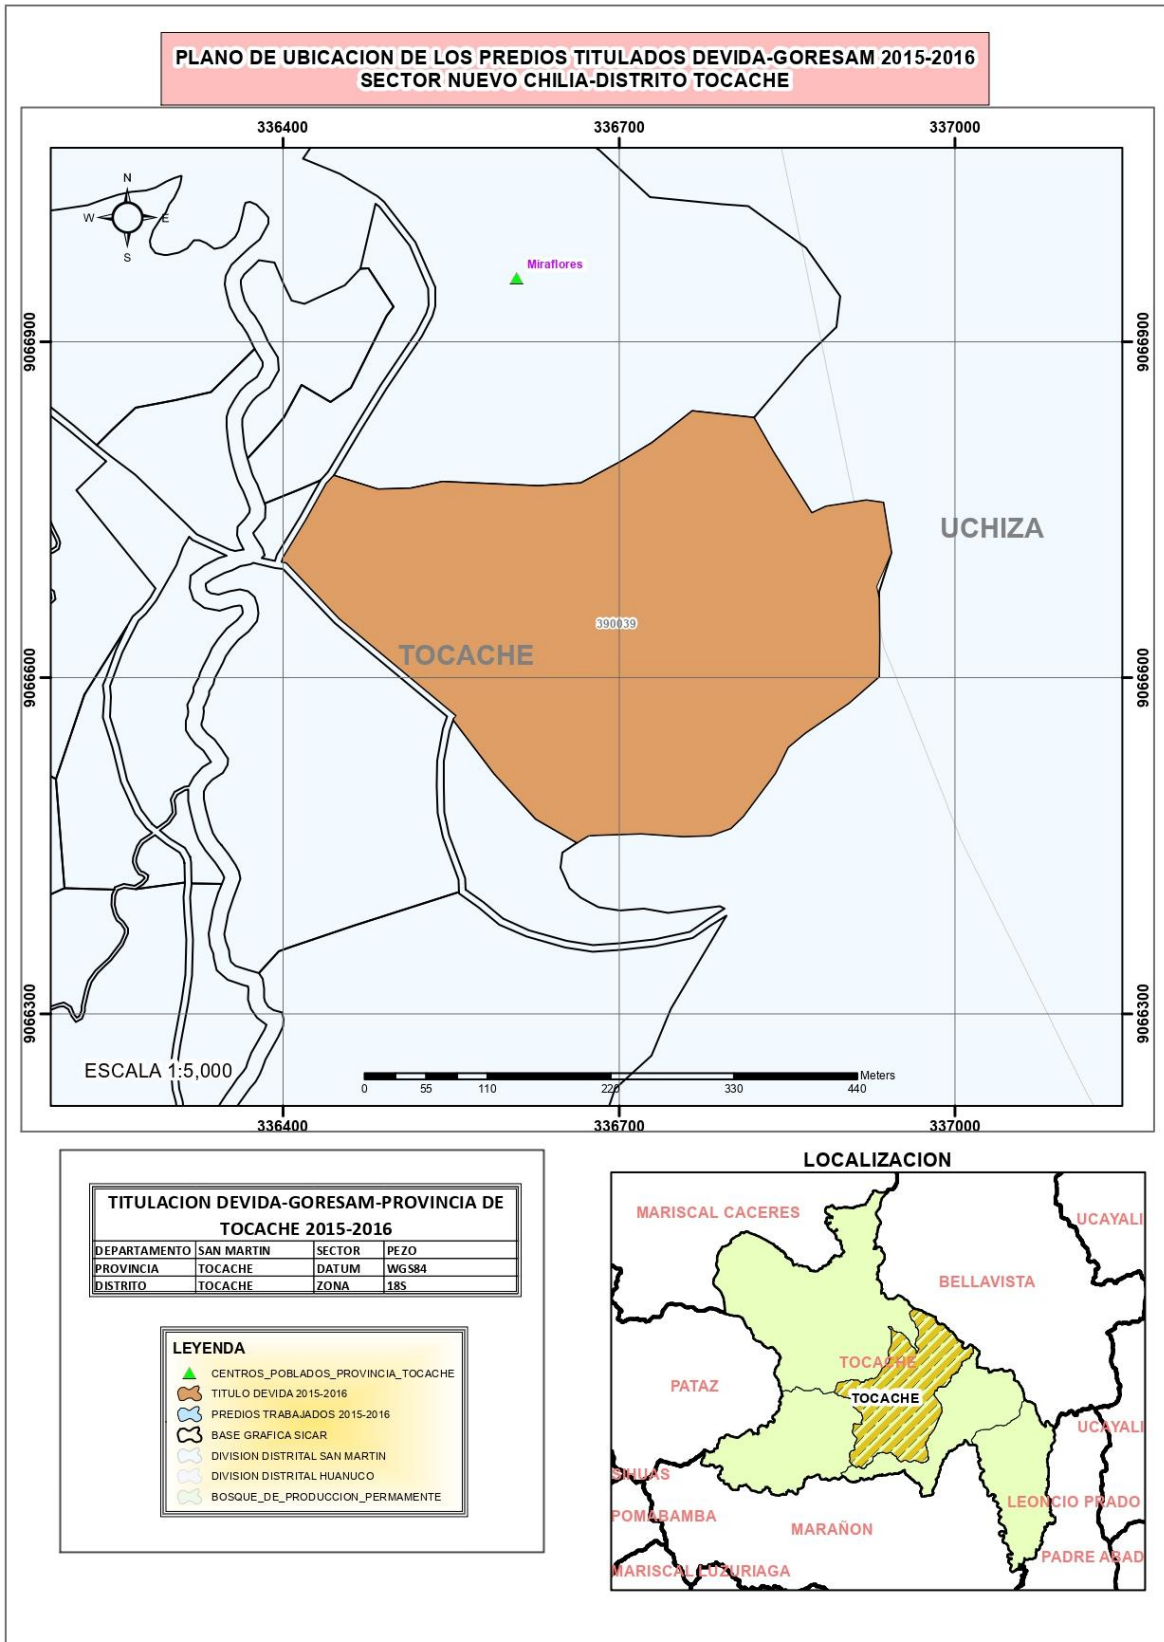 PLANO DE UBICACION DE LOS PREDIOS TITULADOS DEVIDA-GORESAM 2015-2016
SECTOR NUEVO CHILIA-DISTRITO TOCACHE
336400 336700 337000
N
W E
S
Miraflores
9066900 9066900
UCHIZA
390039
TOCACHE
9066600 9066600
9066300 9066300
ESCALA 1:5,000
0 55 110 220 330 440 Meters
336400 336700 337000
TITULACION DEVIDA-GORESAM-PROVINCIA DE
TOCACHE 2015-2016
DEPARTAMENTO SAN MARTIN SECTOR PEZO
PROVINCIA TOCACHE DATUM WGS84
DISTRITO TOCACHE ZONA 18S
LEYENDA
CENTROS_POBLADOS_PROVINCIA_TOCACHE
TITULO DEVIDA 2015-2016
PREDIOS TRABAJADOS 2015-2016
BASE GRAFICA SICAR
DIVISION DISTRITAL SAN MARTIN
DIVISION DISTRITAL HUANUCO
BOSQUE_DE_PRODUCCION_PERMAMENTE
LOCALIZACION
MARISCAL CACERES
UCAYALI
BELLAVISTA
TOCACHE
PATAZ
TOCACHE
UCAYALI
SIHUAS
LEONCIO PRADO
POMABAMBA
MARAÑON
PADRE ABAD
MARISCAL LUZURIAGA